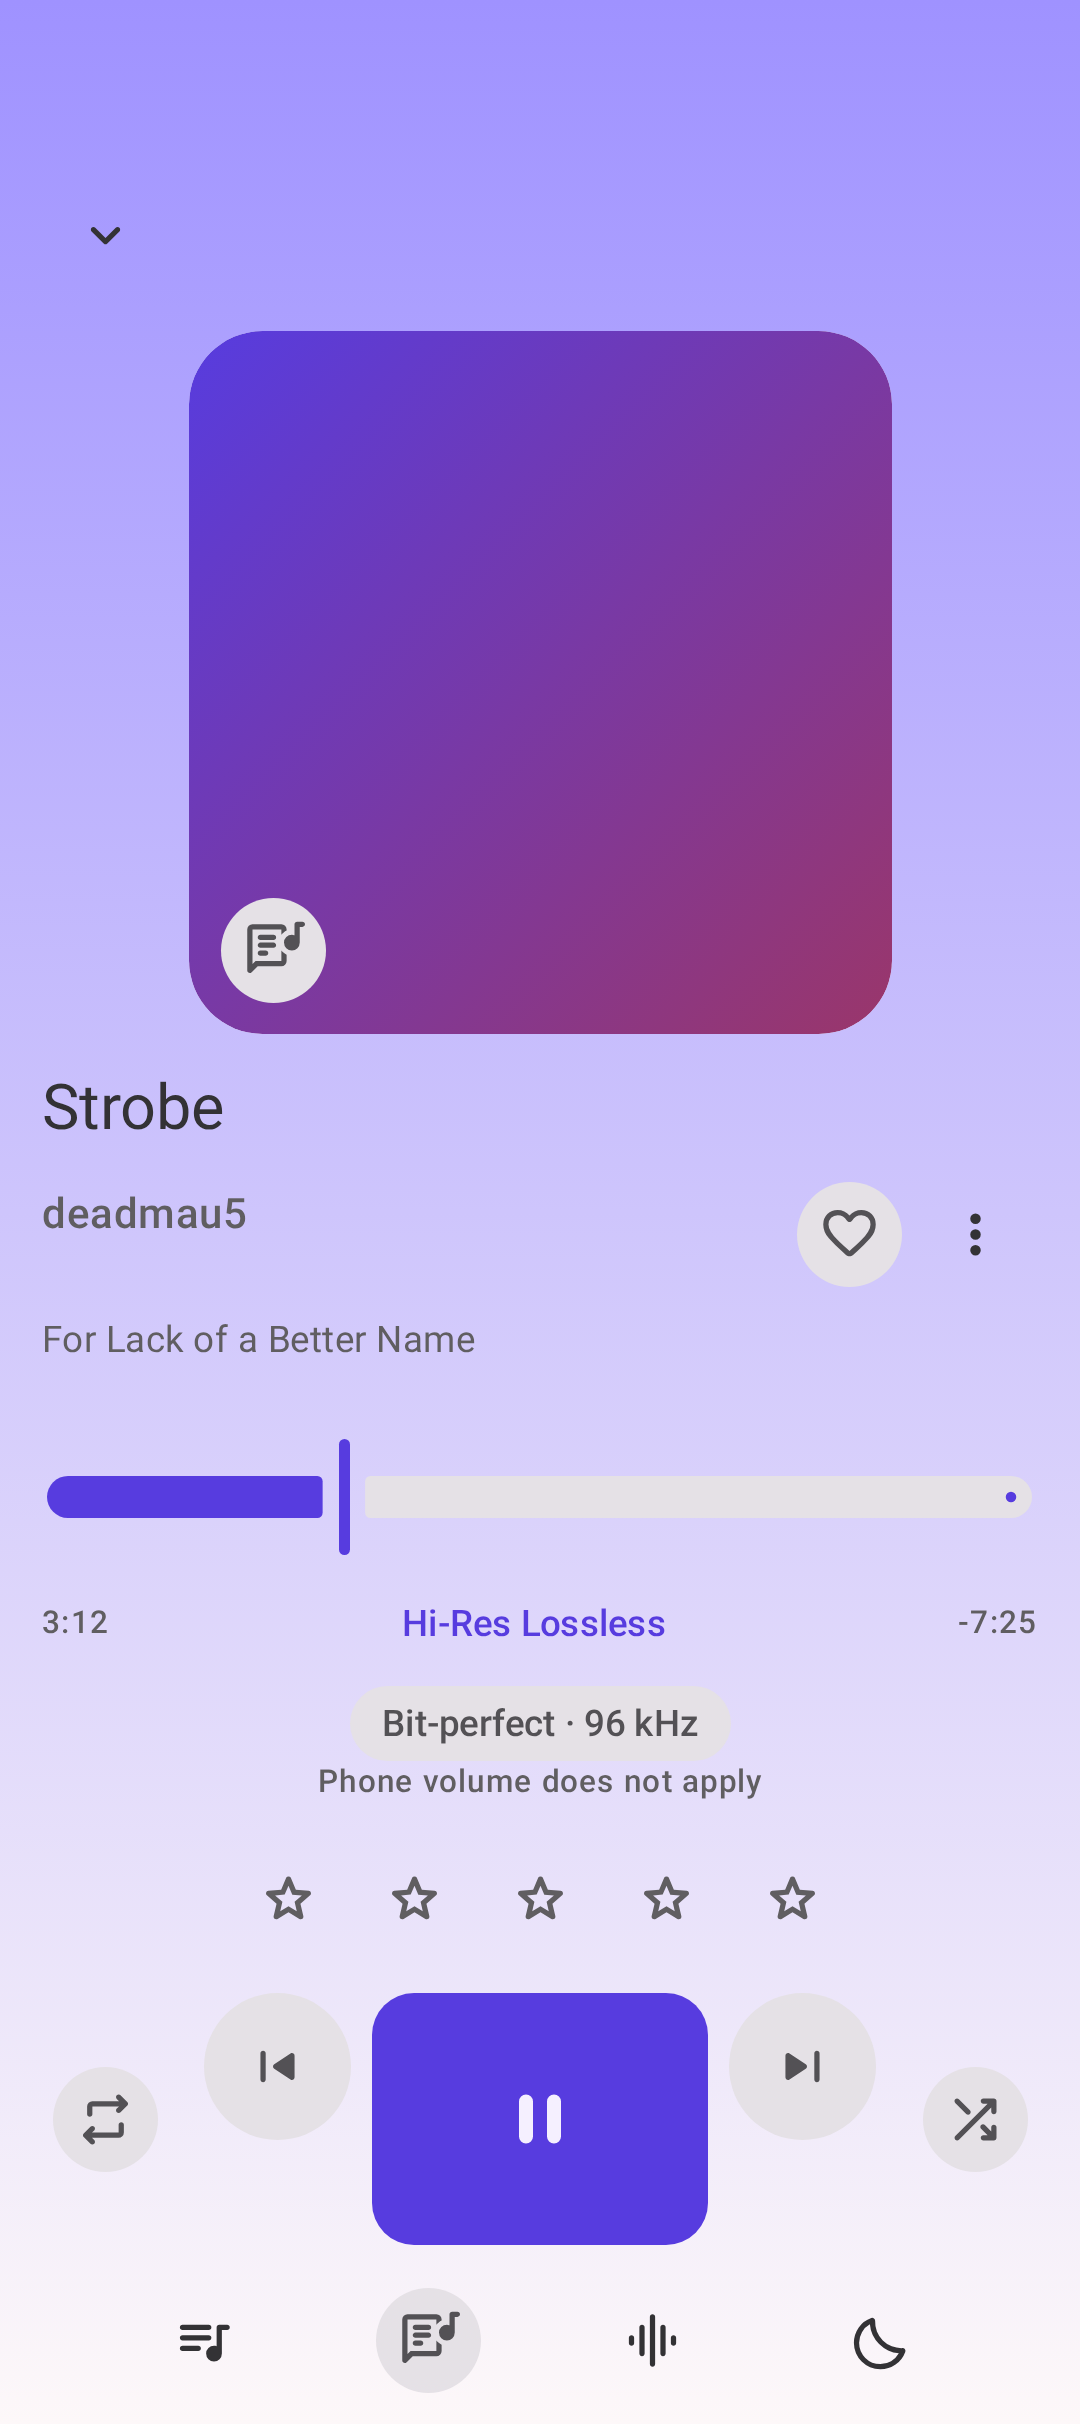 Strobe
deadmau5
For Lack of a Better Name
3:12
Hi-Res Lossless
-7:25
Bit-perfect · 96 kHz
Phone volume does not apply